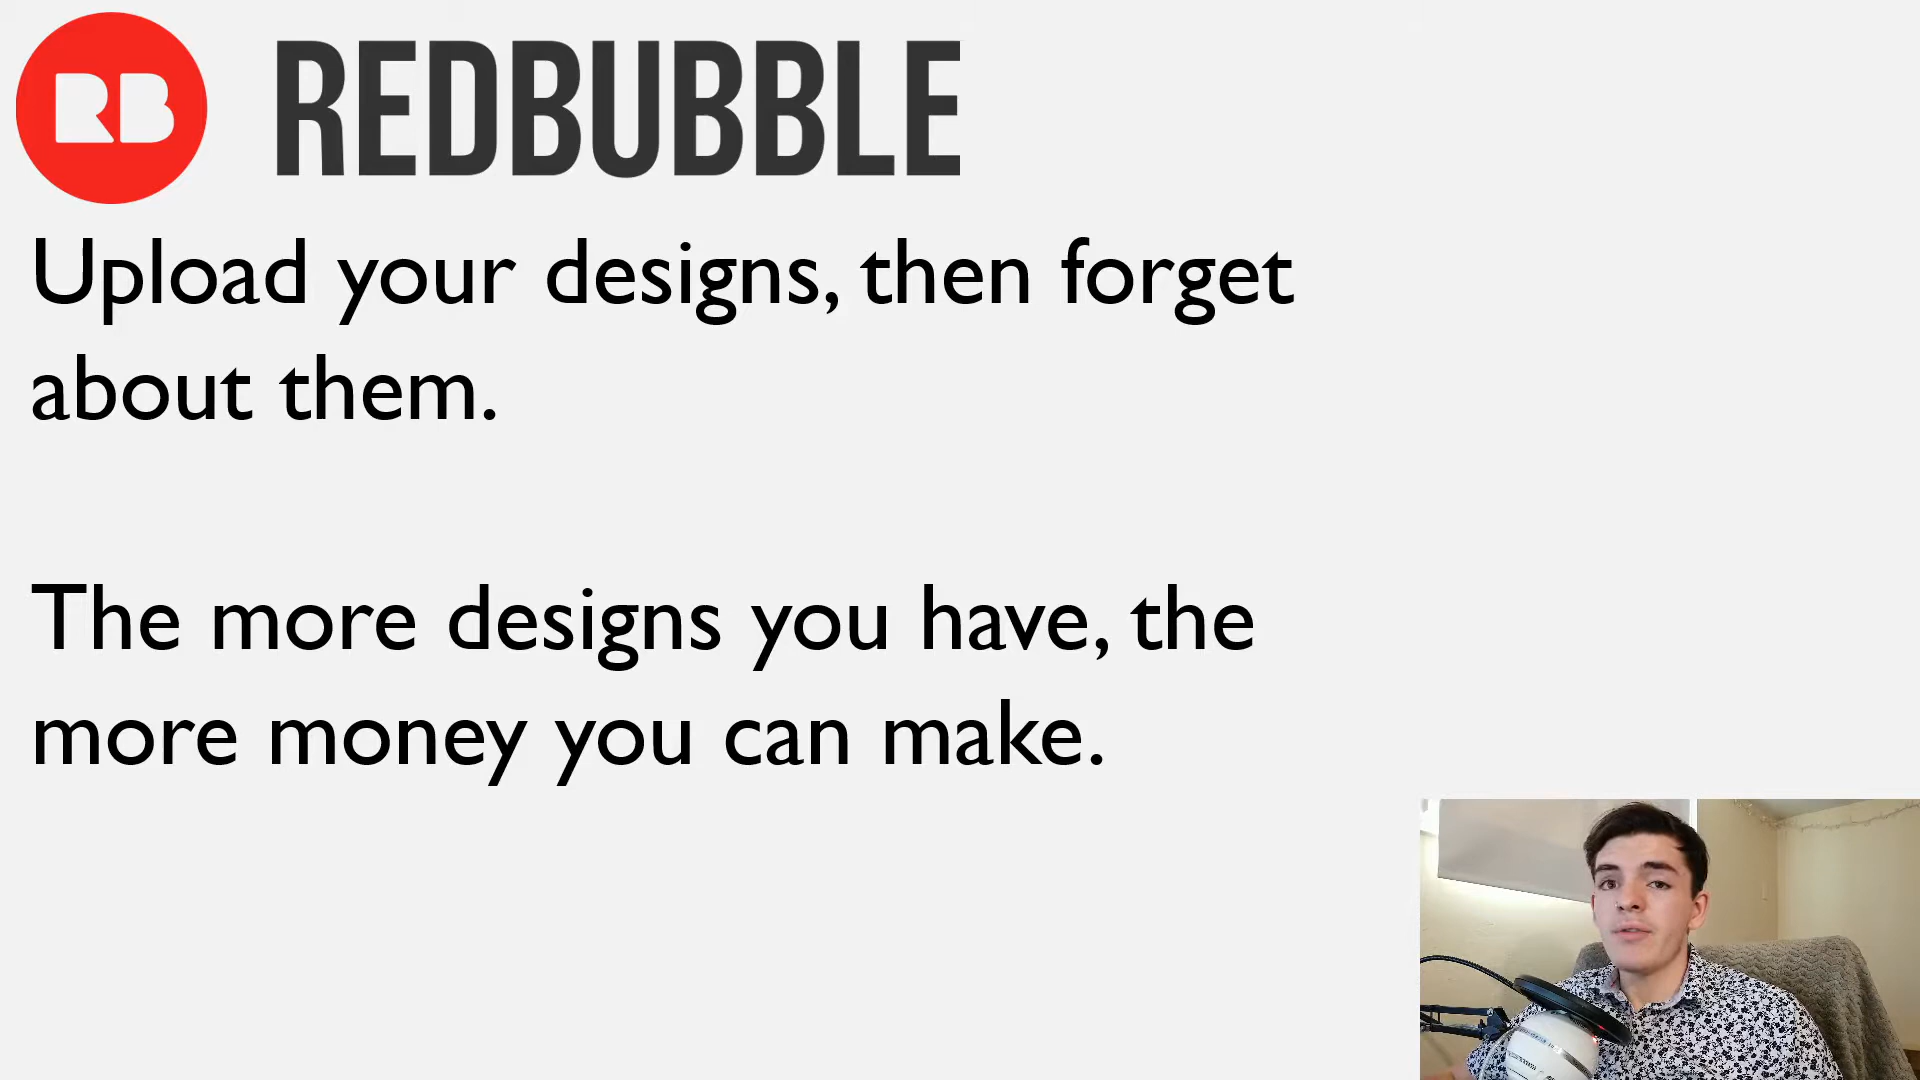 RB REDBUBBLE
Upload your designs, then forget
about them.
The more designs you have, the
more money you can make.